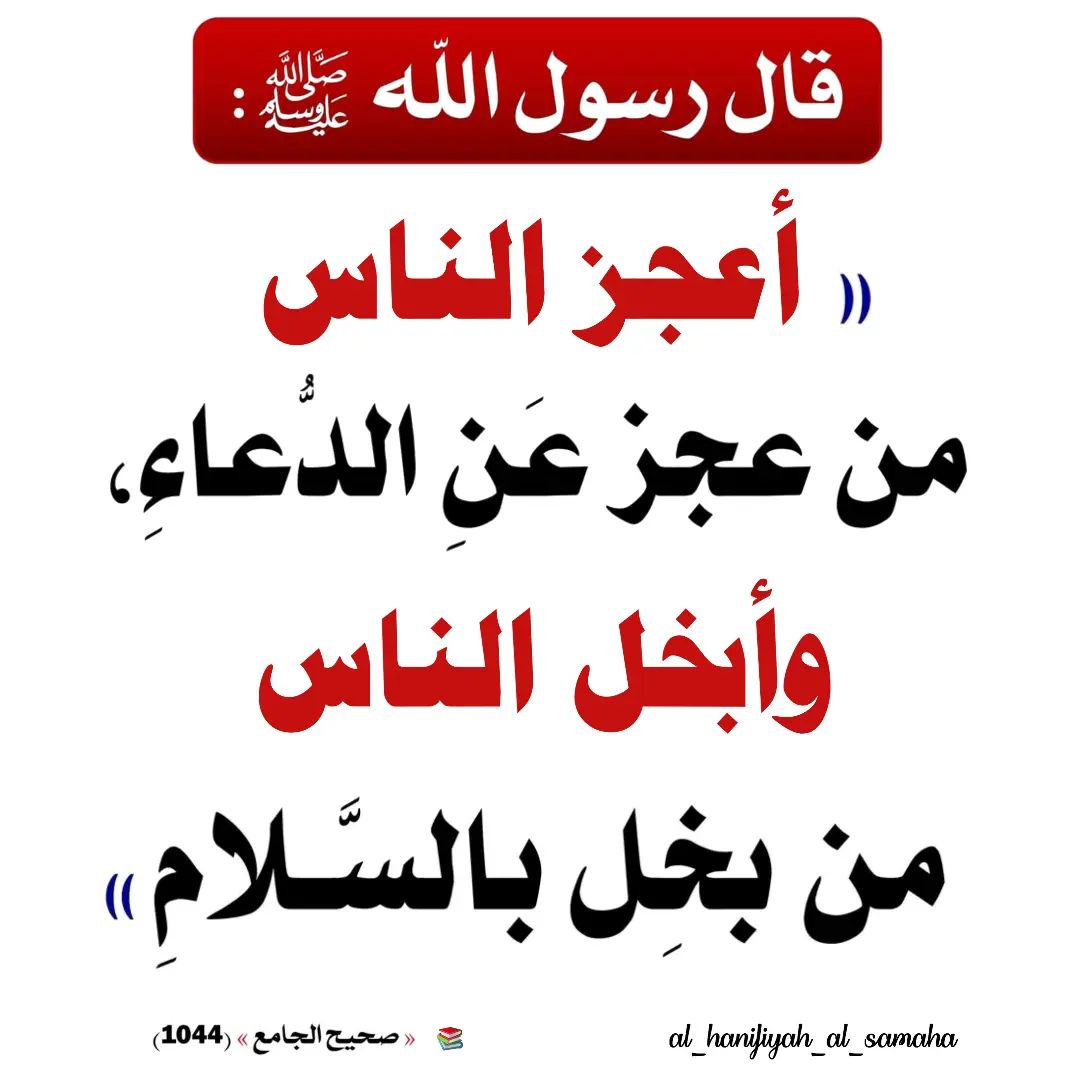 قال رسول الله ﷺ :
(( أعجز الناس
من عجز عَنِ الدُّعاءِ،
وأبخل الناس
من بخِل بالسَّلامِ ))
« صحيح الجامع » (1044)
al_hanifiyah_al_samaha